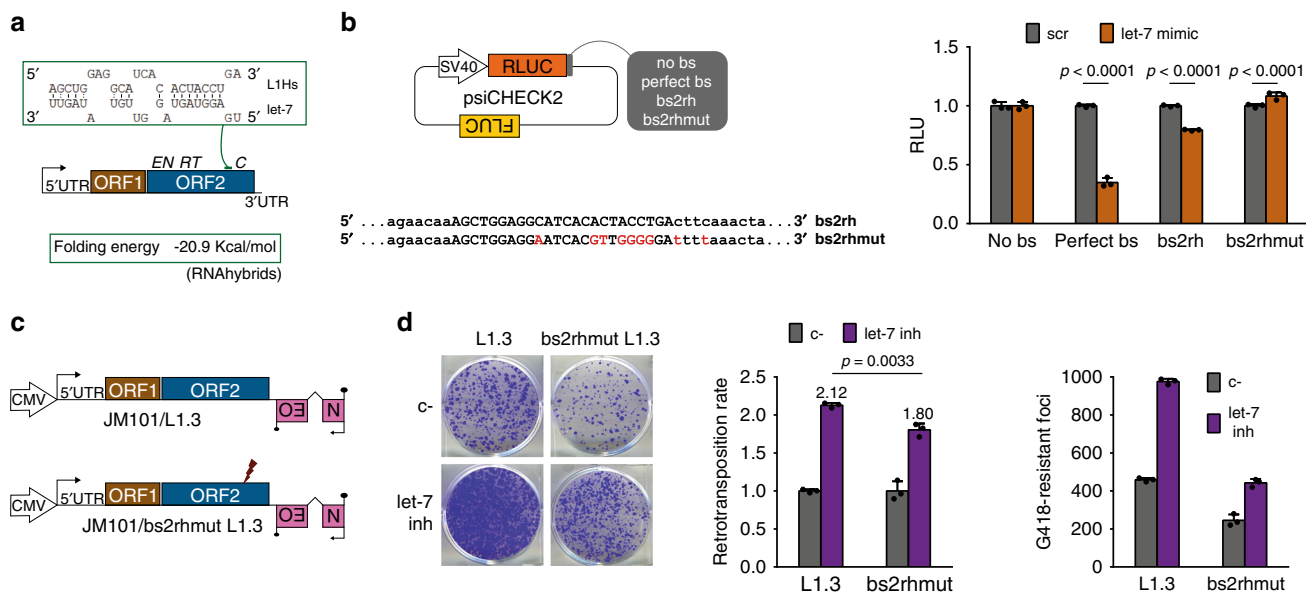 a
5′ GAG UCA GA 3′
AGCUG GCA C ACUACCU L1Hs
UUGAU UGU G UGAUGGA let-7
3′ A UG A GU 5′
EN RT C
5′UTR ORF1 ORF2
3′UTR
Folding energy -20.9 Kcal/mol
(RNAhybrids)
b
SV40 RLUC
psiCHECK2
FLUC
no bs
perfect bs
bs2rh
bs2rhmut
5′ ...agaacaaAGCTGGAGGCATCACACTACCTGActtcaaacta...3′ bs2rh
5′ ...agaacaaAGCTGGAGGAATCACGTTGGGGGAttttaaacta...3′ bs2rhmut
scr let-7 mimic
p < 0.0001 p < 0.0001 p < 0.0001
RLU
1.5
1.0
0.5
0.0
No bs Perfect bs bs2rh bs2rhmut
c
CMV 5′UTR ORF1 ORF2 EO N
JM101/L1.3
CMV 5′UTR ORF1 ORF2 EO N
JM101/bs2rhmut L1.3
d
L1.3 bs2rhmut L1.3
c-
let-7
inh
c- let-7 inh
p = 0.0033
2.12
1.80
Retrotransposition rate
2.5
2.0
1.5
1.0
0.5
0.0
L1.3 bs2rhmut
c-
let-7
inh
G418-resistant foci
1000
800
600
400
200
0
L1.3 bs2rhmut